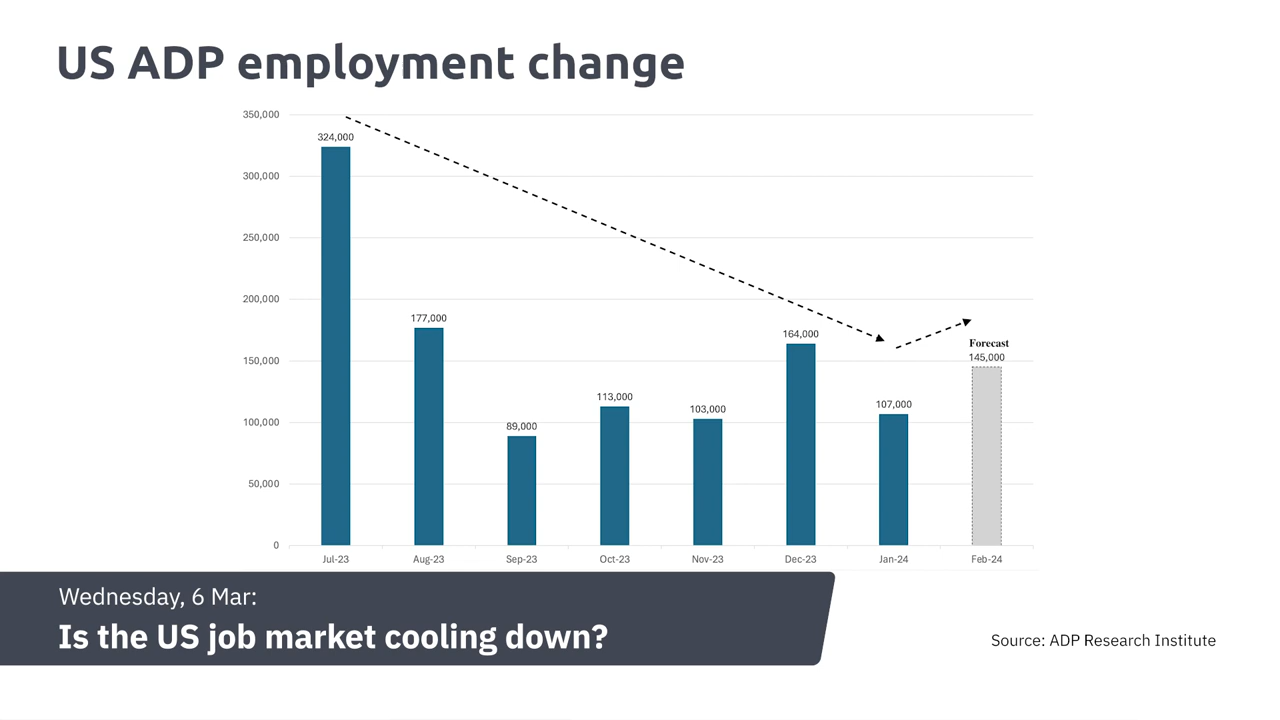 US ADP employment change
350,000
300,000
250,000
200,000
150,000
100,000
50,000
0
324,000
177,000
89,000
113,000
103,000
164,000
107,000
Forecast
145,000
Jul-23
Aug-23
Sep-23
Oct-23
Nov-23
Dec-23
Jan-24
Feb-24
Wednesday, 6 Mar:
Is the US job market cooling down?
Source: ADP Research Institute